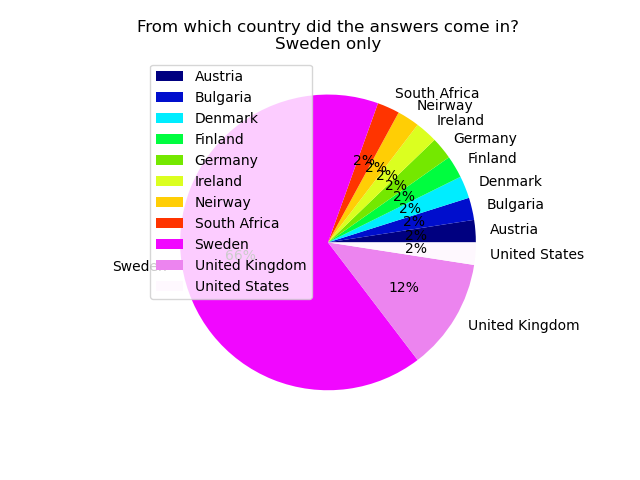 From which country did the answers come in?
Sweden only
Austria
Bulgaria
Denmark
Finland
Germany
Ireland
Neirway
South Africa
Sweden
United Kingdom
United States
South Africa
Neirway
Ireland
Germany
Finland
Denmark
Bulgaria
Austria
United States
United Kingdom
Swede
2%
2%
2%
2%
2%
2%
2%
2%
2%
66%
12%